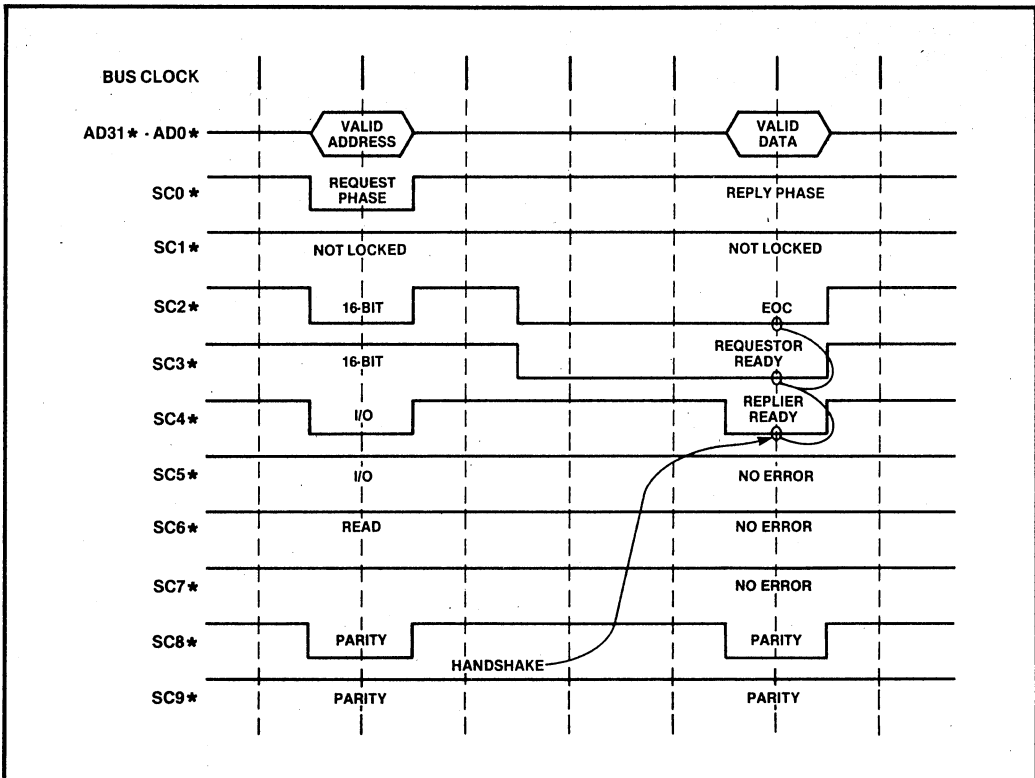 BUS CLOCK
AD31* - AD0*
VALID
ADDRESS
VALID
DATA
SC0*
REQUEST
PHASE
REPLY PHASE
SC1*
NOT LOCKED
NOT LOCKED
SC2*
16-BIT
EOC
SC3*
16-BIT
REQUESTOR
READY
SC4*
I/O
REPLIER
READY
SC5*
I/O
NO ERROR
SC6*
READ
NO ERROR
SC7*
NO ERROR
SC8*
PARITY
PARITY
HANDSHAKE
SC9*
PARITY
PARITY